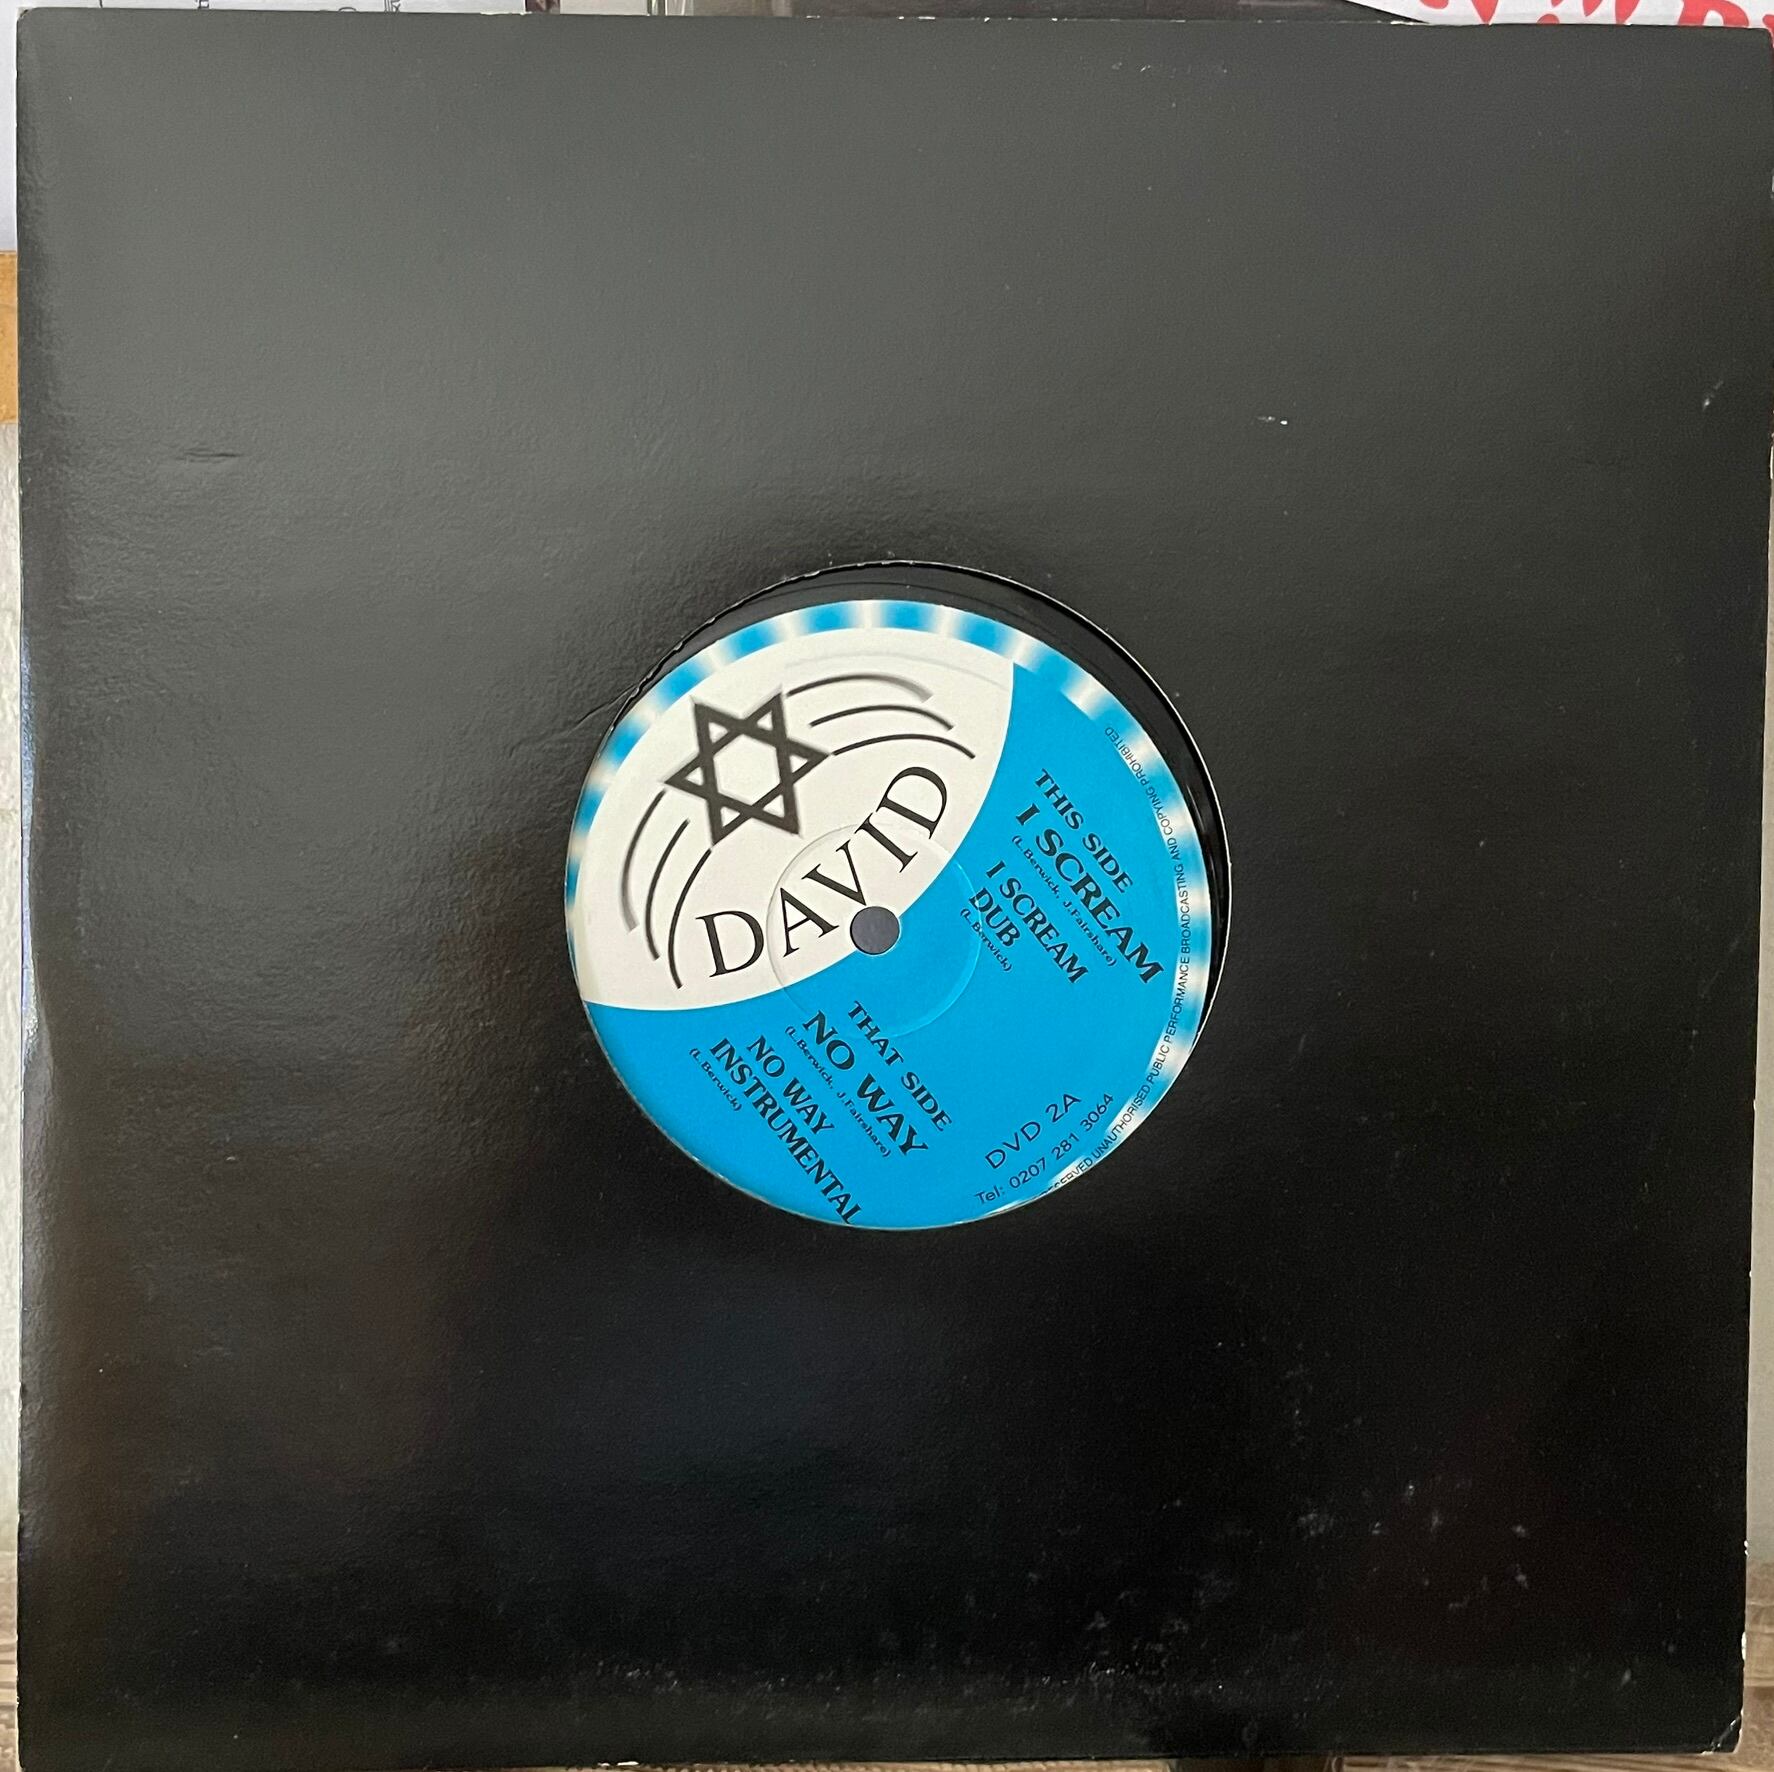 DAVID
THIS SIDE
I SCREAM
(L.Berwick, J.Fairshare)
I SCREAM
DUB
(L.Berwick)
THAT SIDE
NO WAY
(L.Berwick, J.Fairshare)
NO WAY
INSTRUMENTAL
(L.Berwick)
DVD 2A
Tel: 0207 281 3064
UNAUTHORISED PUBLIC PERFORMANCE BROADCASTING AND COPYING PROHIBITED